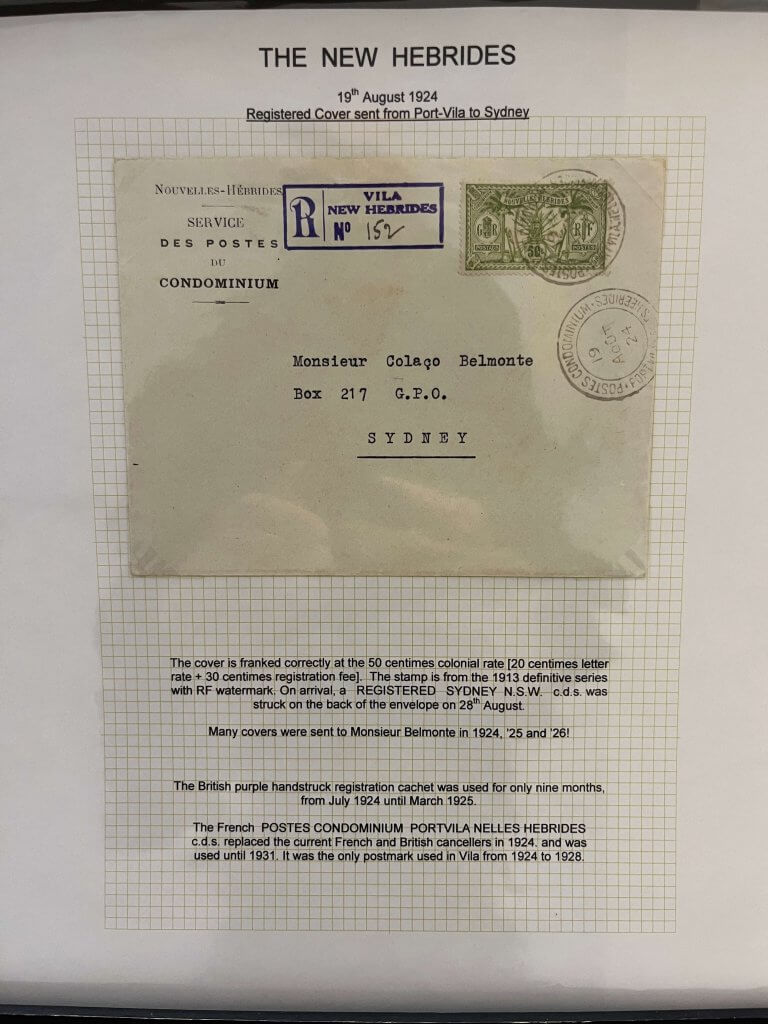 THE NEW HEBRIDES
19th August 1924
Registered Cover sent from Port-Vila to Sydney
NOUVELLES-HÉBRIDES
SERVICE
DES POSTES
DU
CONDOMINIUM
R
VILA
NEW HEBRIDES
No 152
NOUVELLES HEBRIDES
G R
R F
POSTAGE
50
POSTES
POSTES
POSTES CONDOMINIUM
HEBRIDES
19
AOUT
24
Monsieur Colaço Belmonte
Box 217 G.P.O.
SYDNEY
The cover is franked correctly at the 50 centimes colonial rate [20 centimes letter
rate + 30 centimes registration fee]. The stamp is from the 1913 definitive series
with RF watermark. On arrival, a REGISTERED SYDNEY N.S.W. c.d.s. was
struck on the back of the envelope on 28th August.
Many covers were sent to Monsieur Belmonte in 1924, '25 and '26!
The British purple handstruck registration cachet was used for only nine months,
from July 1924 until March 1925.
The French POSTES CONDOMINIUM PORTVILA NELLES HEBRIDES
c.d.s. replaced the current French and British cancellers in 1924. and was
used until 1931. It was the only postmark used in Vila from 1924 to 1928.